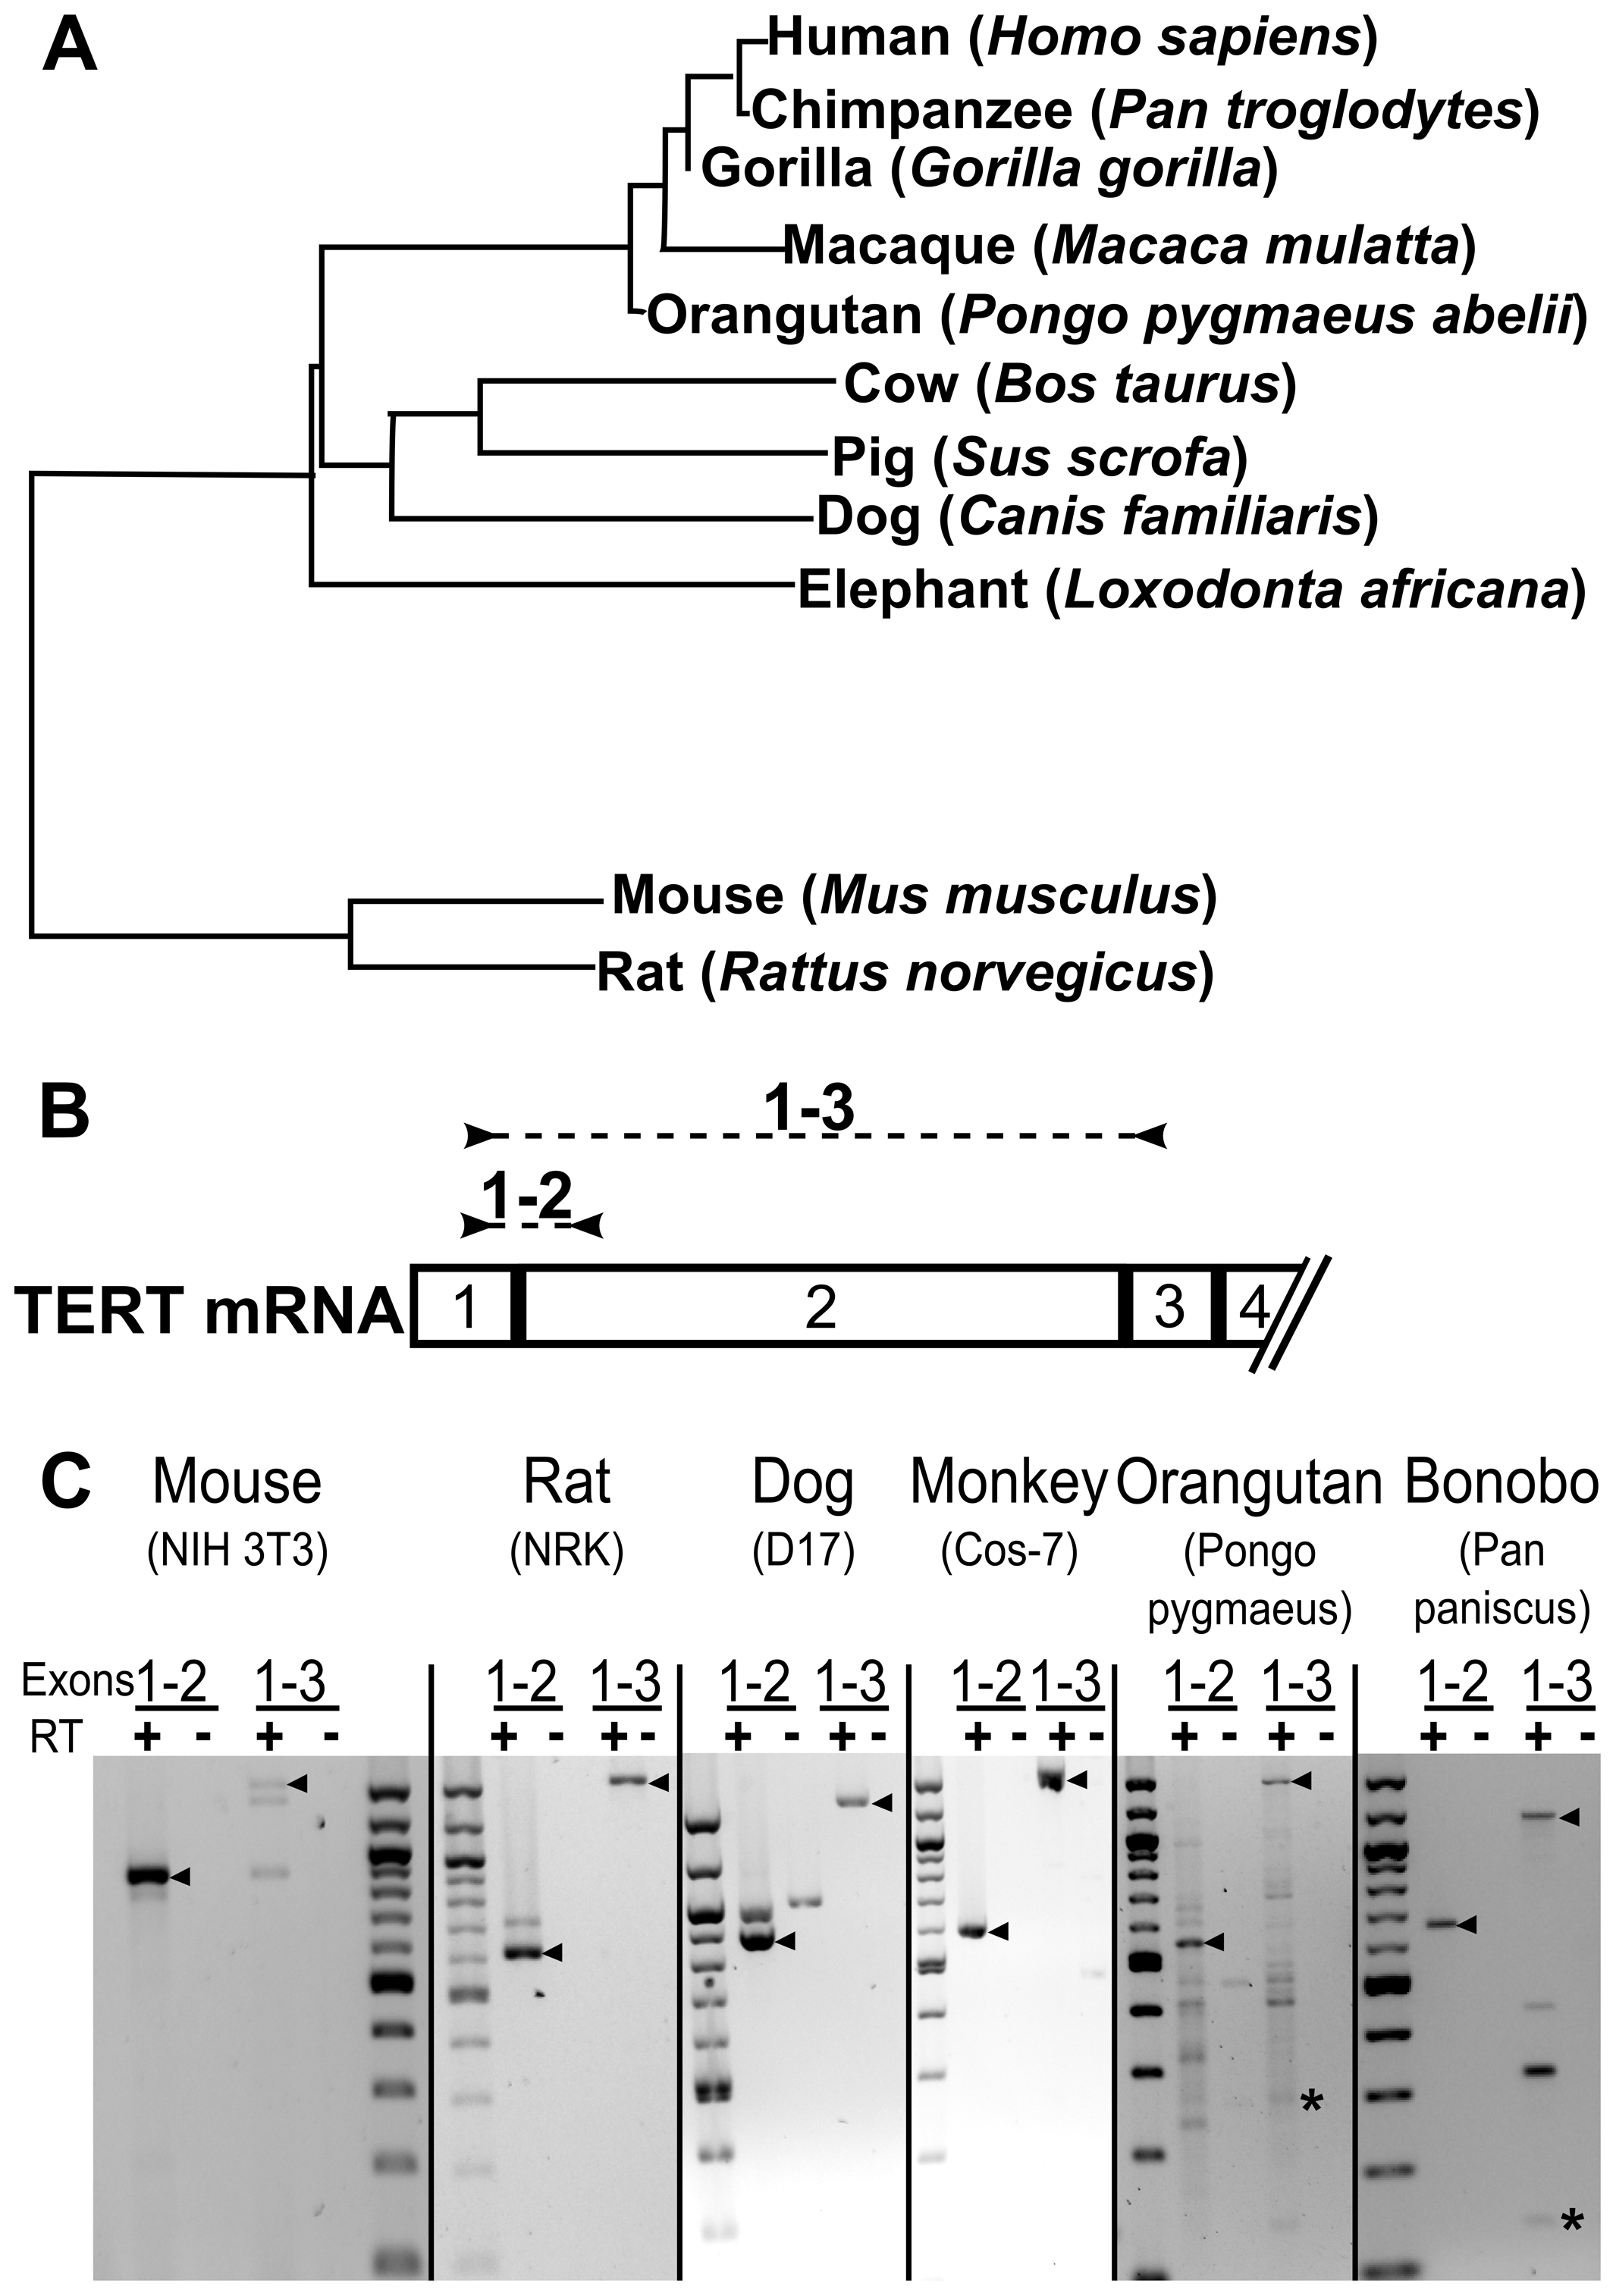 A
Human (Homo sapiens)
Chimpanzee (Pan troglodytes)
Gorilla (Gorilla gorilla)
Macaque (Macaca mulatta)
Orangutan (Pongo pygmaeus abelii)
Cow (Bos taurus)
Pig (Sus scrofa)
Dog (Canis familiaris)
Elephant (Loxodonta africana)
Mouse (Mus musculus)
Rat (Rattus norvegicus)
B
1-3
1-2
TERT mRNA 1 2 3 4
C Mouse Rat Dog Monkey Orangutan Bonobo
(NIH 3T3) (NRK) (D17) (Cos-7) (Pongo (Pan
pygmaeus) paniscus)
Exons 1-2 1-3 1-2 1-3 1-2 1-3 1-2 1-3 1-2 1-3 1-2 1-3
RT + - + - + - + - + - + - + - + - + - + - + - + -
*
*